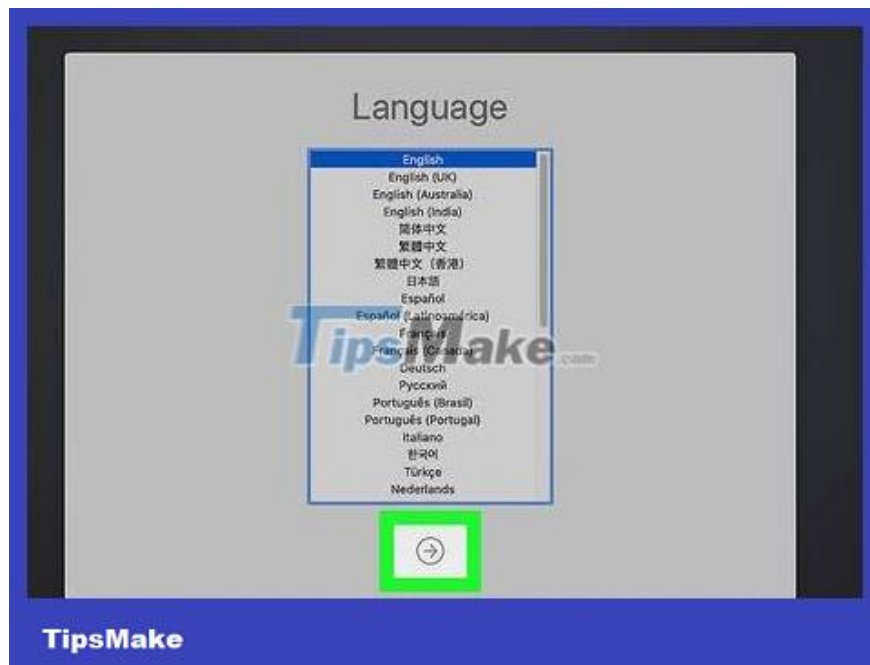 Language
English
English (UK)
English (Australia)
English (India)
简体中文
繁體中文
繁體中文（香港）
日本語
Español
Español (Latinoamérica)
Français
Français (Canada)
Deutsch
Русский
Português (Brasil)
Português (Portugal)
Italiano
한국어
Türkçe
Nederlands
TipsMake.com
TipsMake